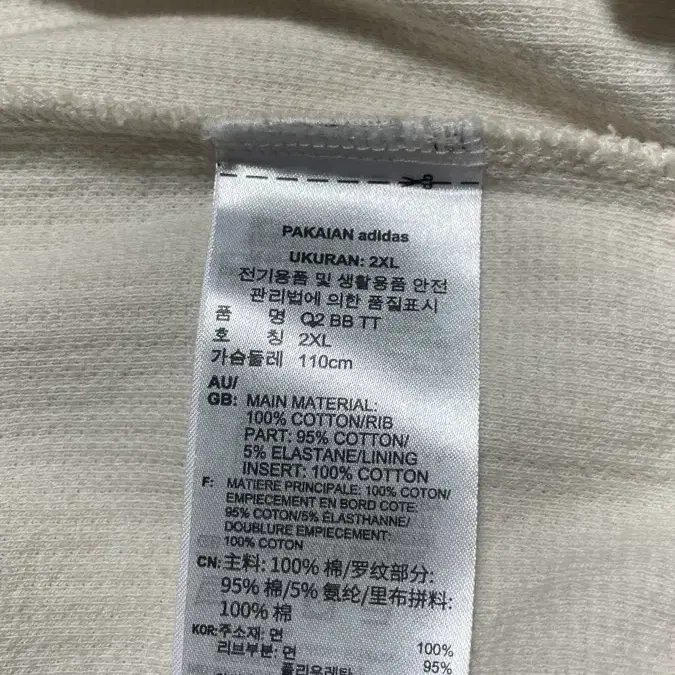 PAKAIAN adidas
UKURAN: 2XL
전기용품 및 생활용품 안전
관리법에 의한 품질표시
품 명 Q2 BB TT
호 칭 2XL
가슴둘레 110cm
AU/
GB: MAIN MATERIAL:
100% COTTON/RIB
PART: 95% COTTON/
5% ELASTANE/LINING
INSERT: 100% COTTON
F: MATIERE PRINCIPALE: 100% COTON/
EMPIECEMENT EN BORD COTE:
95% COTON/5% ÉLASTHANNE/
DOUBLURE EMPIECEMENT:
100% COTON
CN: 主料: 100% 棉/罗纹部分:
95% 棉/5% 氨纶/里布拼料:
100% 棉
KOR: 주소재: 면 100%
리브부분: 면 95%
폴리우레탄